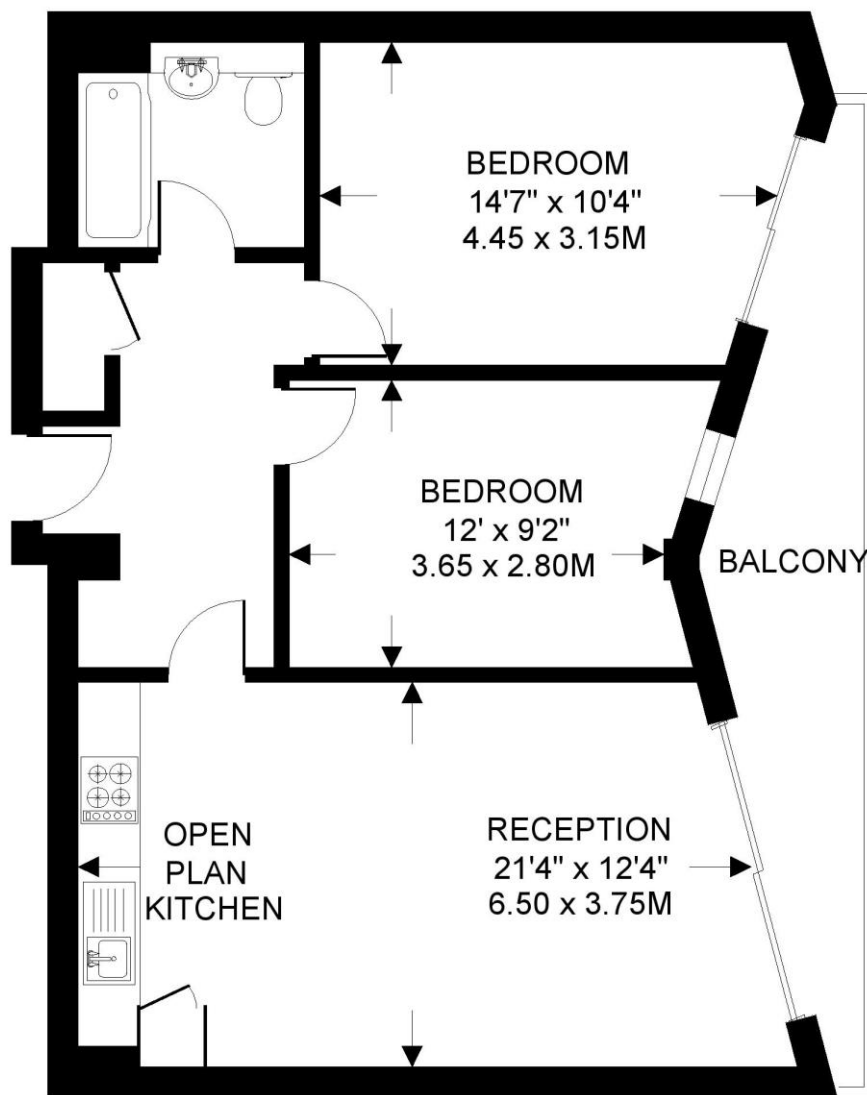 BEDROOM
14'7" x 10'4"
4.45 x 3.15M
BEDROOM
12' x 9'2"
3.65 x 2.80M
BALCONY
OPEN
PLAN
KITCHEN
RECEPTION
21'4" x 12'4"
6.50 x 3.75M